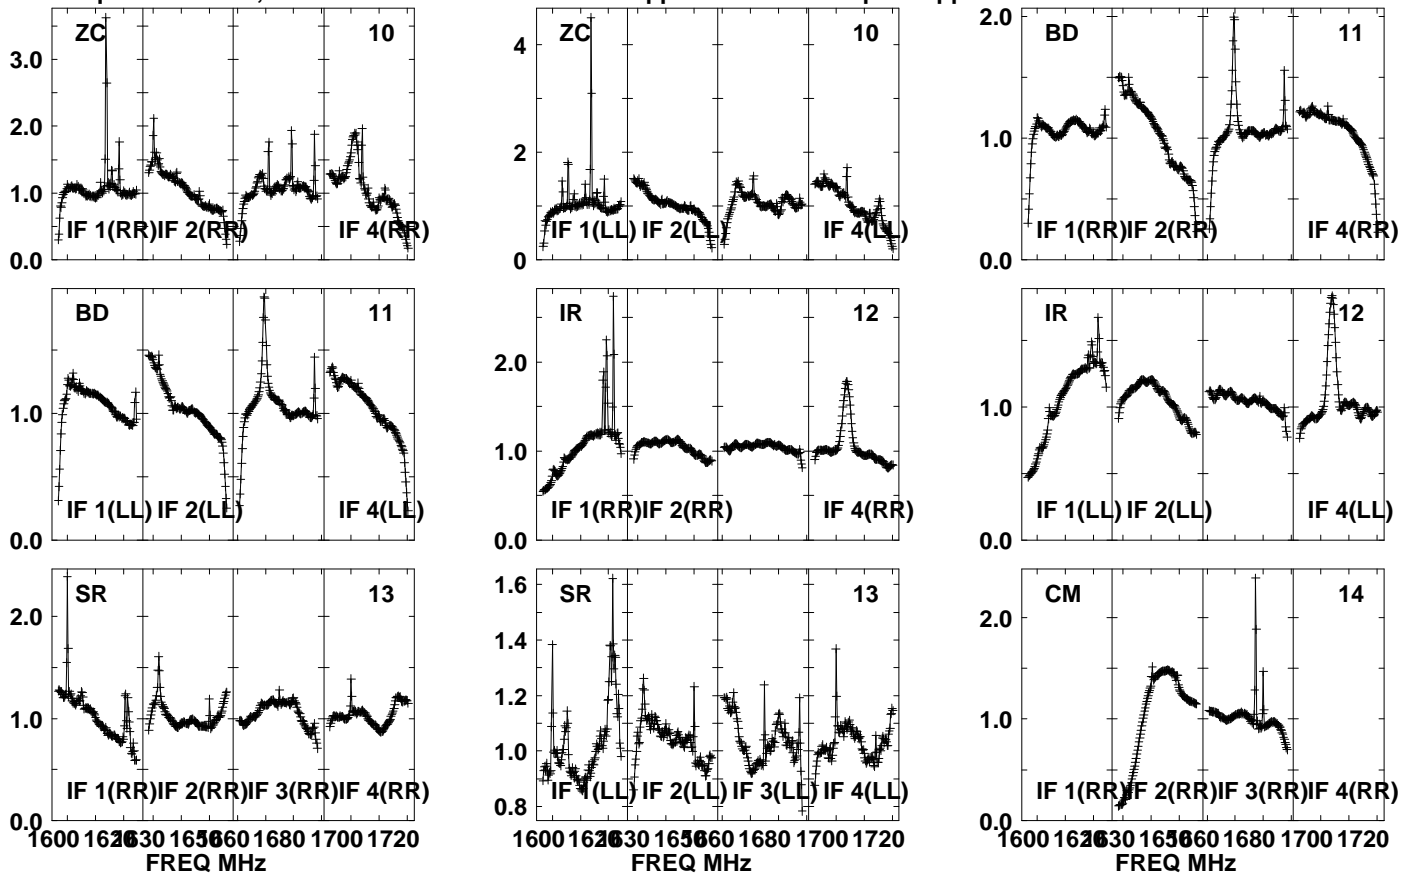 ZC 10
3.0
2.0
1.0
0.0
IF 1(RR) IF 2(RR) IF 4(RR)
ZC 10
4
2
0
IF 1(LL) IF 2(LL) IF 4(LL)
BD 11
2.0
1.0
0.0
IF 1(RR) IF 2(RR) IF 4(RR)
BD 11
1.0
0.0
IF 1(LL) IF 2(LL) IF 4(LL)
IR 12
2.0
1.0
0.0
IF 1(RR) IF 2(RR) IF 4(RR)
IR 12
1.0
0.0
IF 1(LL) IF 2(LL) IF 4(LL)
SR 13
2.0
1.0
0.0
IF 1(RR) IF 2(RR) IF 3(RR) IF 4(RR)
1600 1630 1660 1700 1720
FREQ MHz
SR 13
1.6
1.4
1.2
1.0
0.8
IF 1(LL) IF 2(LL) IF 3(LL) IF 4(LL)
1600 1630 1660 1700 1720
FREQ MHz
CM 14
2.0
1.0
0.0
IF 1(RR) IF 2(RR) IF 3(RR) IF 4(RR)
1600 1630 1660 1700 1720
FREQ MHz